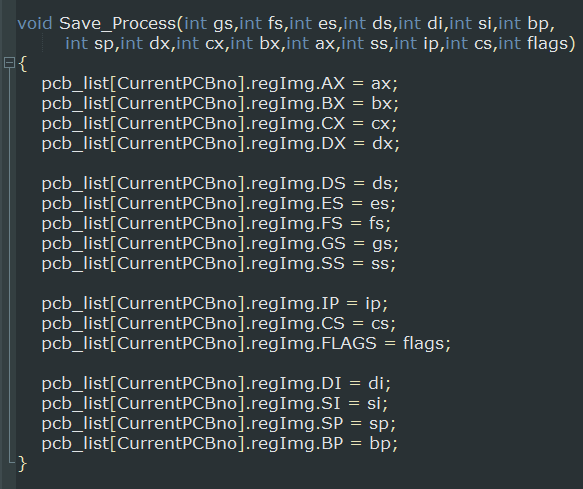 void Save_Process(int gs,int fs,int es,int ds,int di,int si,int bp,
int sp,int dx,int cx,int bx,int ax,int ss,int ip,int cs,int flags)
{
pcb_list[CurrentPCBno].regImg.AX = ax;
pcb_list[CurrentPCBno].regImg.BX = bx;
pcb_list[CurrentPCBno].regImg.CX = cx;
pcb_list[CurrentPCBno].regImg.DX = dx;
pcb_list[CurrentPCBno].regImg.DS = ds;
pcb_list[CurrentPCBno].regImg.ES = es;
pcb_list[CurrentPCBno].regImg.FS = fs;
pcb_list[CurrentPCBno].regImg.GS = gs;
pcb_list[CurrentPCBno].regImg.SS = ss;
pcb_list[CurrentPCBno].regImg.IP = ip;
pcb_list[CurrentPCBno].regImg.CS = cs;
pcb_list[CurrentPCBno].regImg.FLAGS = flags;
pcb_list[CurrentPCBno].regImg.DI = di;
pcb_list[CurrentPCBno].regImg.SI = si;
pcb_list[CurrentPCBno].regImg.SP = sp;
pcb_list[CurrentPCBno].regImg.BP = bp;
}